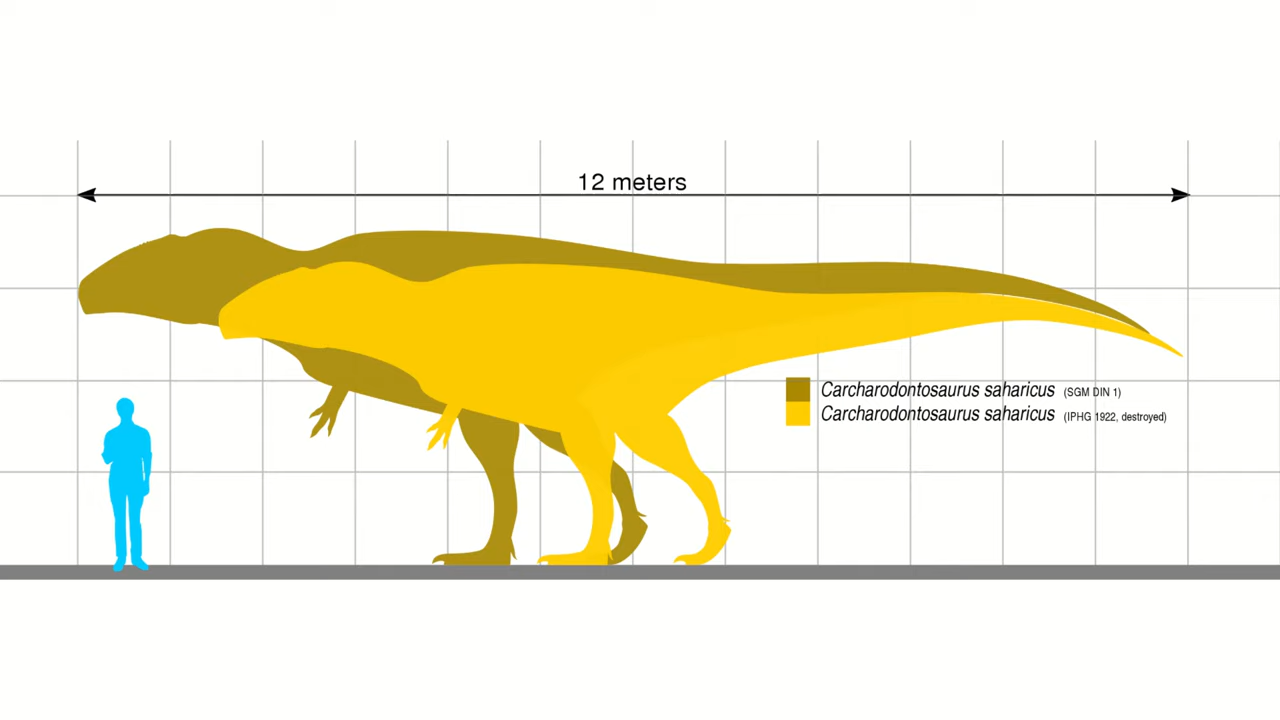 12 meters
Carcharodontosaurus saharicus (SGM DIN 1)
Carcharodontosaurus saharicus (IPHG 1922, destroyed)